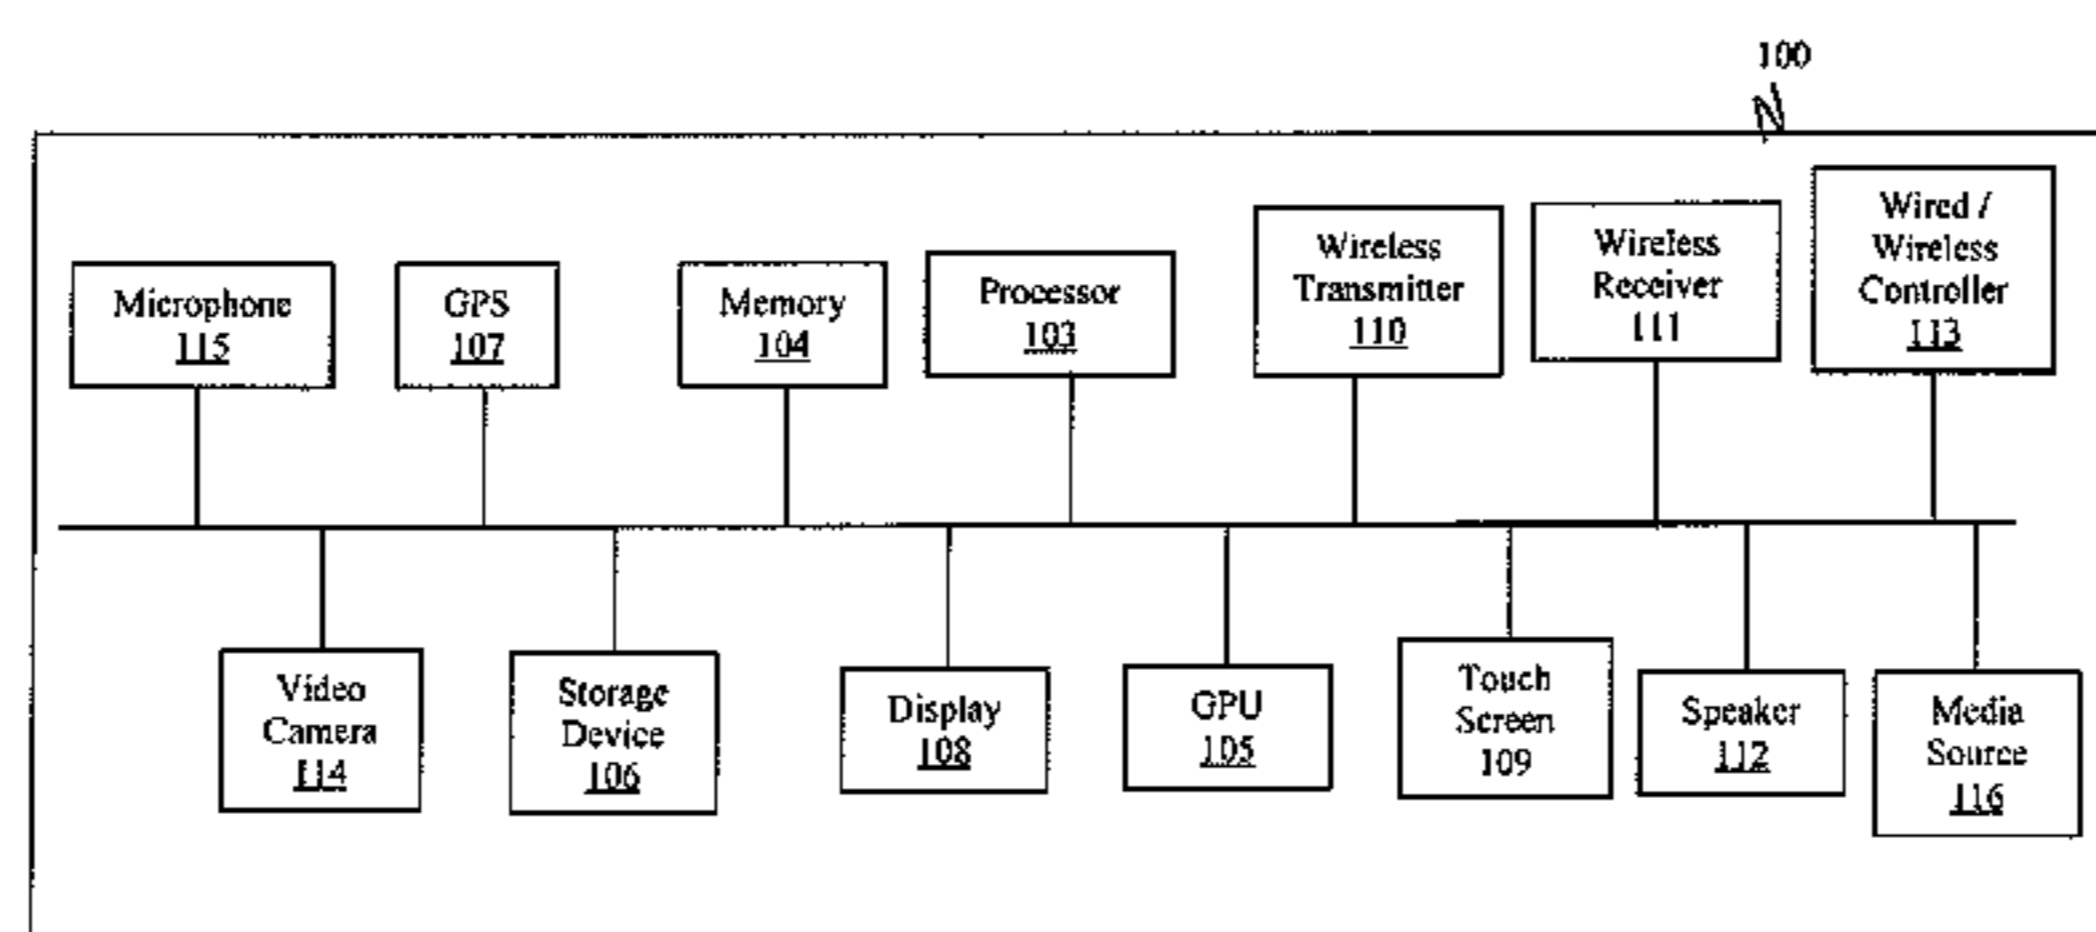 100
Microphone
115
GPS
107
Memory
104
Processor
103
Wireless
Transmitter
110
Wireless
Receiver
111
Wired /
Wireless
Controller
113
Video
Camera
114
Storage
Device
106
Display
108
GPU
105
Touch
Screen
109
Speaker
112
Media
Source
116